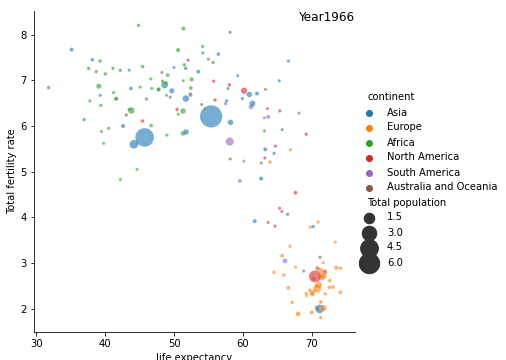 Year1966
8
7
6
5
4
3
2
Total fertility rate
30
40
50
60
70
life expectancy
continent
Asia
Europe
Africa
North America
South America
Australia and Oceania
Total population
1.5
3.0
4.5
6.0